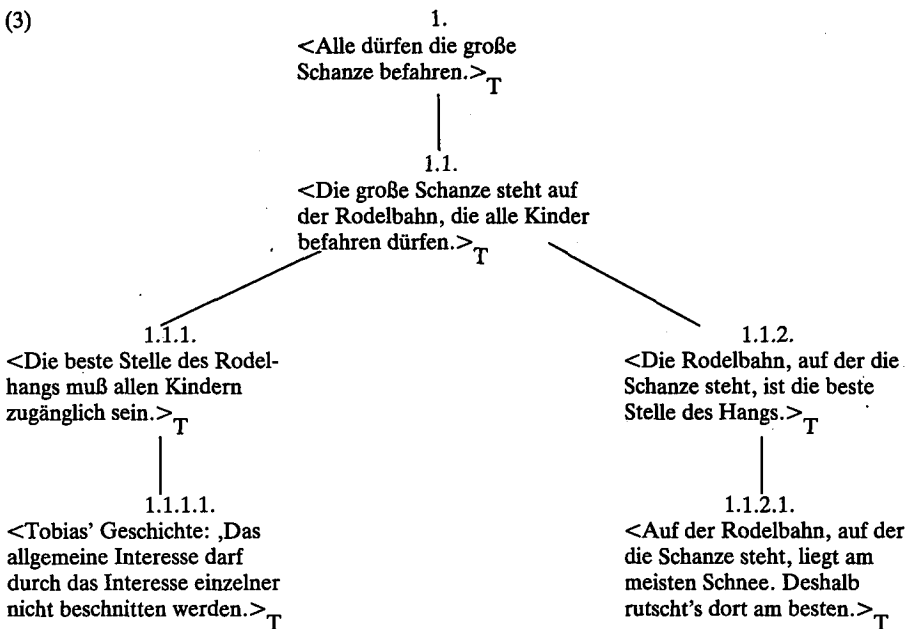 (3)
1.
<Alle dürfen die große
Schanze befahren.>T
1.1.
<Die große Schanze steht auf
der Rodelbahn, die alle Kinder
befahren dürfen.>T
1.1.1.
<Die beste Stelle des Rodel-
hangs muß allen Kindern
zugänglich sein.>T
1.1.2.
<Die Rodelbahn, auf der die
Schanze steht, ist die beste
Stelle des Hangs.>T
1.1.1.1.
<Tobias' Geschichte: ‚Das
allgemeine Interesse darf
durch das Interesse einzelner
nicht beschnitten werden.>T
1.1.2.1.
<Auf der Rodelbahn, auf der
die Schanze steht, liegt am
meisten Schnee. Deshalb
rutscht's dort am besten.>T